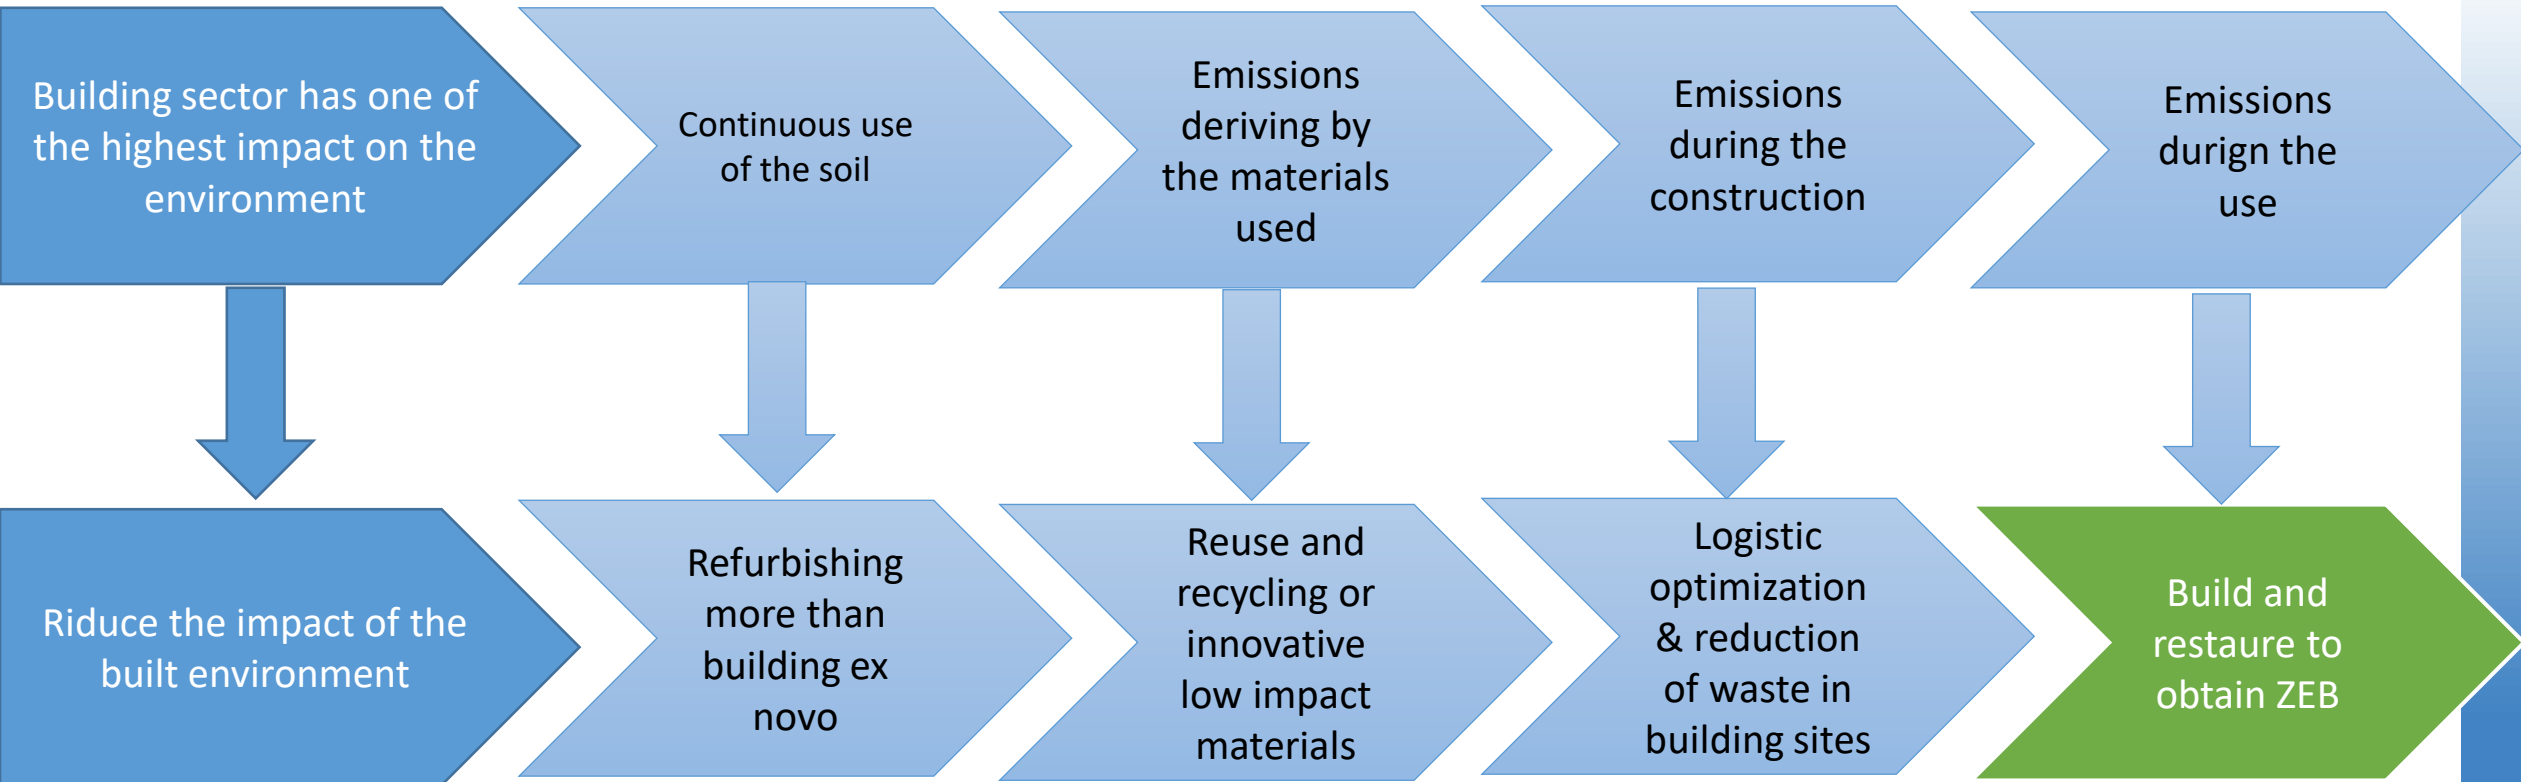 Building sector has one of
the highest impact on the
environment
Continuous use
of the soil
Emissions
deriving by
the materials
used
Emissions
during the
construction
Emissions
durign the
use
Riduce the impact of the
built environment
Refurbishing
more than
building ex
novo
Reuse and
recycling or
innovative
low impact
materials
Logistic
optimization
& reduction
of waste in
building sites
Build and
restaure to
obtain ZEB